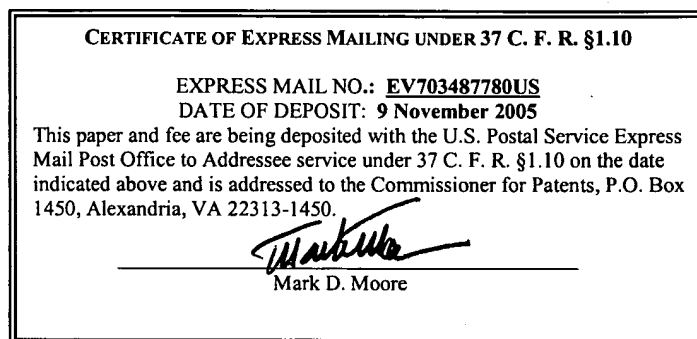 CERTIFICATE OF EXPRESS MAILING UNDER 37 C. F. R. §1.10
EXPRESS MAIL NO.: EV703487780US
DATE OF DEPOSIT: 9 November 2005
This paper and fee are being deposited with the U.S. Postal Service Express
Mail Post Office to Addressee service under 37 C. F. R. §1.10 on the date
indicated above and is addressed to the Commissioner for Patents, P.O. Box
1450, Alexandria, VA 22313-1450.
Mark D. Moore